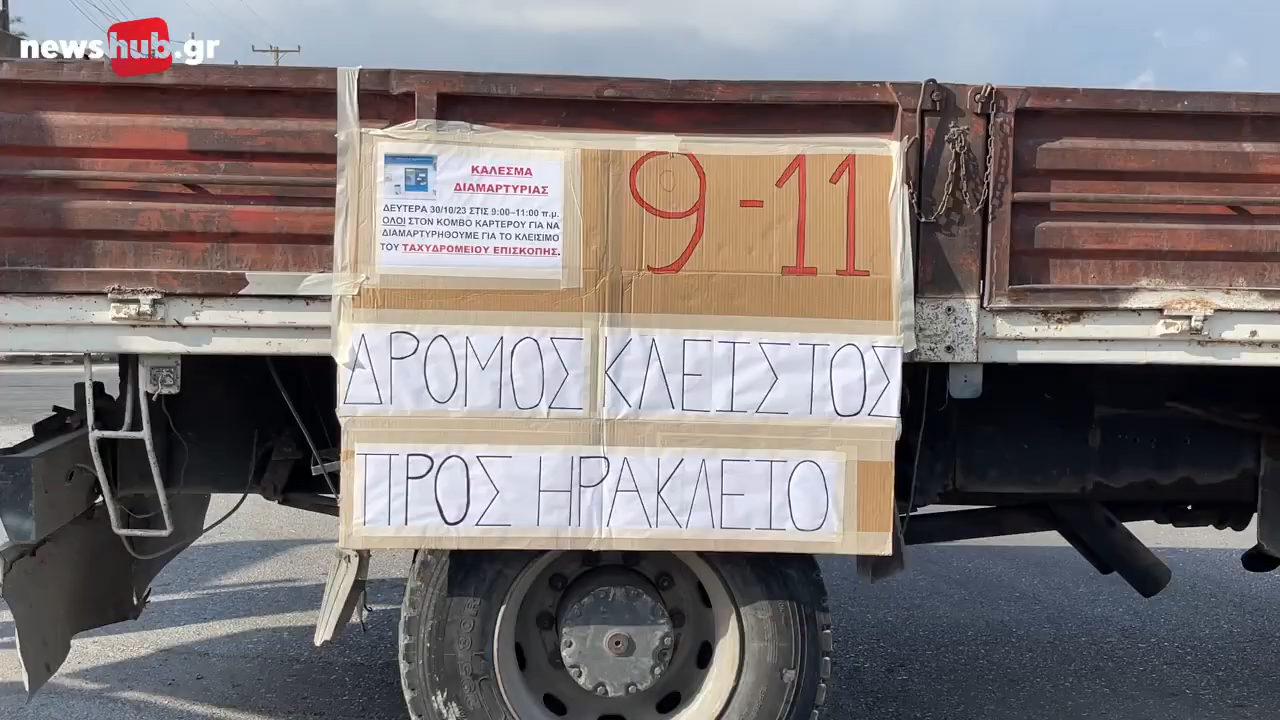 newshub.gr
ΚΑΛΕΣΜΑ
ΔΙΑΜΑΡΤΥΡΙΑΣ
ΔΕΥΤΕΡΑ 30/10/23 ΣΤΙΣ 9:00–11:00 π.μ.
ΟΛΟΙ ΣΤΟΝ ΚΟΜΒΟ ΚΑΡΤΕΡΟΥ ΓΙΑ ΝΑ
ΔΙΑΜΑΡΤΥΡΗΘΟΥΜΕ ΓΙΑ ΤΟ ΚΛΕΙΣΙΜΟ
ΤΟΥ ΤΑΧΥΔΡΟΜΕΙΟΥ ΕΠΙΣΚΟΠΗΣ.
9-11
ΔΡΟΜΟΣ ΚΛΕΙΣΤΟΣ
ΠΡΟΣ ΗΡΑΚΛΕΙΟ